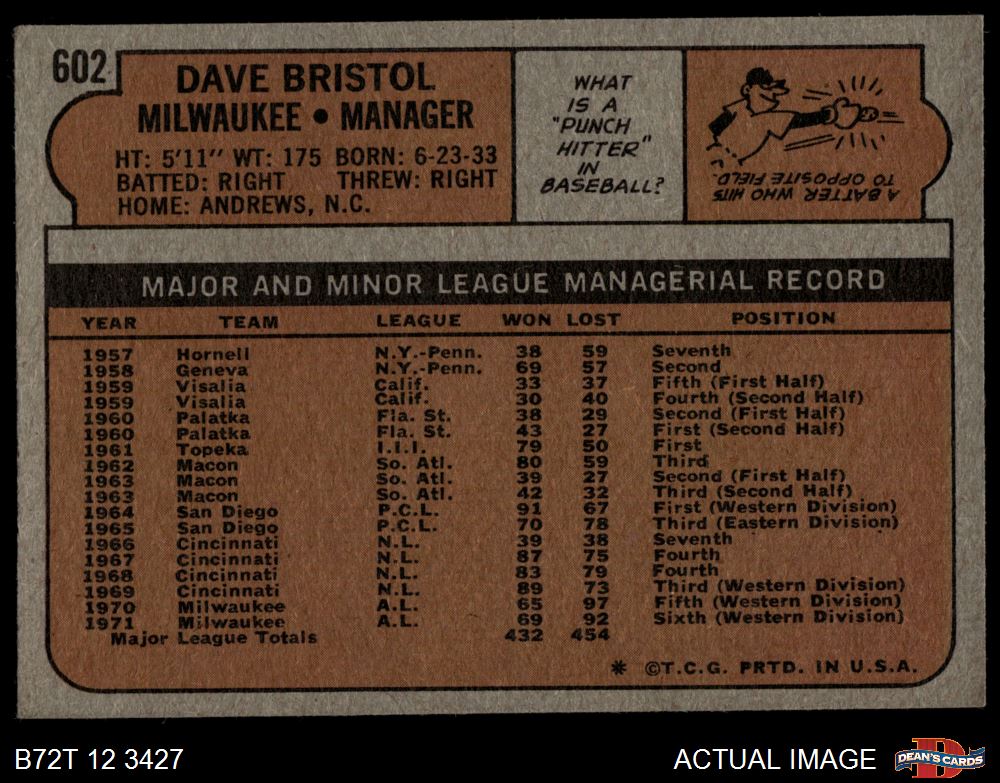 602
DAVE BRISTOL
MILWAUKEE • MANAGER
HT: 5'11" WT: 175 BORN: 6-23-33
BATTED: RIGHT THREW: RIGHT
HOME: ANDREWS, N.C.
WHAT
IS A
"PUNCH
HITTER"
IN
BASEBALL?
A BATTER WHO HITS
TO OPPOSITE FIELD.
MAJOR AND MINOR LEAGUE MANAGERIAL RECORD
YEAR TEAM LEAGUE WON LOST POSITION
1957 Hornell N.Y.-Penn. 38 59 Seventh
1958 Geneva N.Y.-Penn. 69 57 Second
1959 Visalia Calif. 33 37 Fifth (First Half)
1959 Visalia Calif. 30 40 Fourth (Second Half)
1960 Palatka Fla. St. 38 29 Second (First Half)
1960 Palatka Fla. St. 43 27 First (Second Half)
1961 Topeka I.I.I. 79 50 First
1962 Macon So. Atl. 80 59 Third
1963 Macon So. Atl. 39 27 Second (First Half)
1963 Macon So. Atl. 42 32 Third (Second Half)
1964 San Diego P.C.L. 91 67 First (Western Division)
1965 San Diego P.C.L. 70 78 Third (Eastern Division)
1966 Cincinnati N.L. 39 38 Seventh
1967 Cincinnati N.L. 87 75 Fourth
1968 Cincinnati N.L. 83 79 Fourth
1969 Cincinnati N.L. 89 73 Third (Western Division)
1970 Milwaukee A.L. 65 97 Fifth (Western Division)
1971 Milwaukee A.L. 69 92 Sixth (Western Division)
Major League Totals 432 454
* ©T.C.G. PRTD. IN U.S.A.
B72T 12 3427
ACTUAL IMAGE
D
DEAN'S CARDS